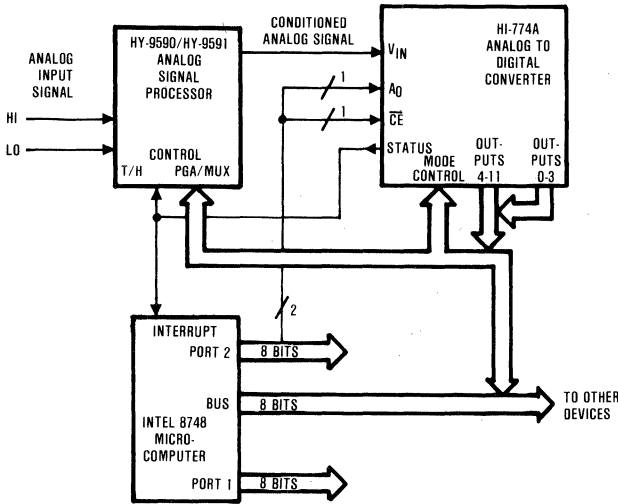 CONDITIONED
ANALOG SIGNAL
ANALOG
INPUT
SIGNAL
HI
LO
HY-9590/HY-9591
ANALOG
SIGNAL
PROCESSOR
CONTROL
T/H PGA/MUX
HI-774A
ANALOG TO
DIGITAL
CONVERTER
VIN
A0
CE
STATUS
MODE
CONTROL
OUT-
PUTS
4-11
OUT-
PUTS
0-3
1
1
2
INTERRUPT
PORT 2
8 BITS
BUS
8 BITS
INTEL 8748
MICRO-
COMPUTER
PORT 1
8 BITS
TO OTHER
DEVICES